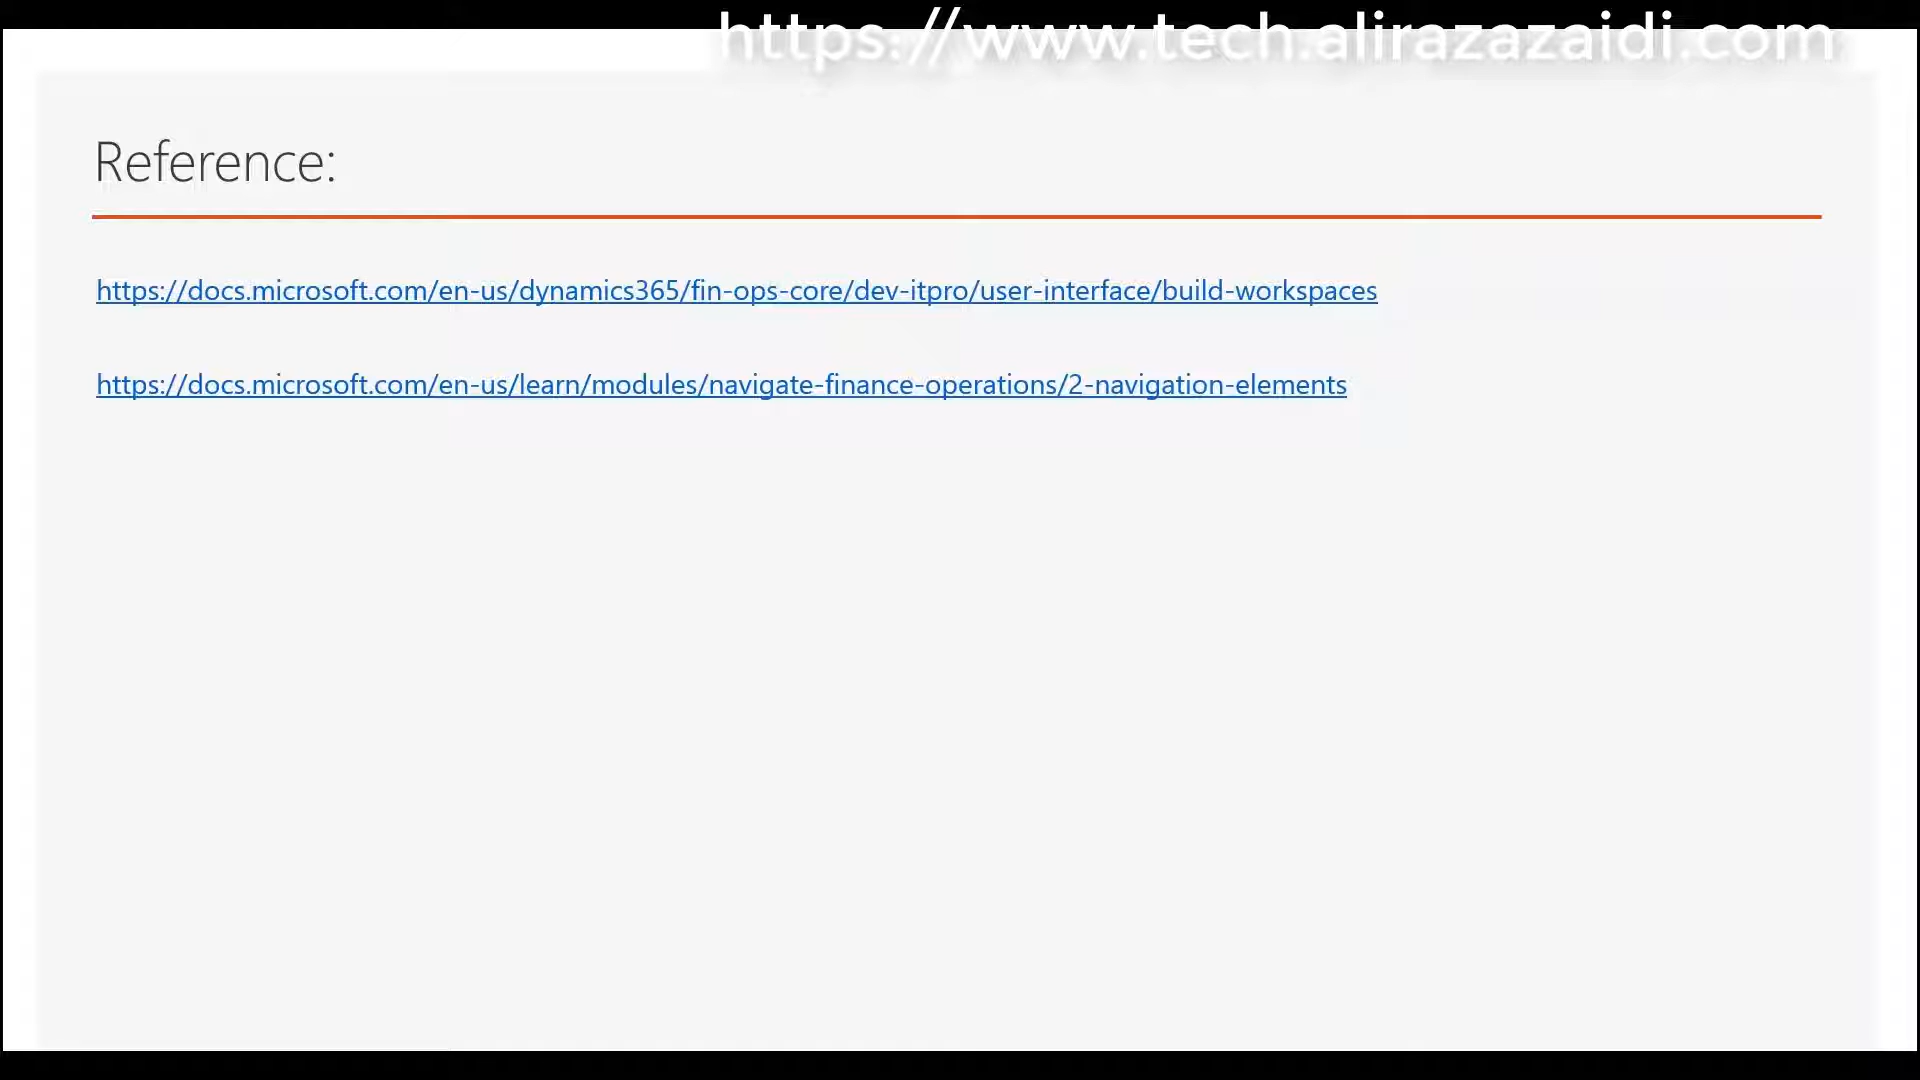 https://www.tech.alirazazaidi.com
Reference:
https://docs.microsoft.com/en-us/dynamics365/fin-ops-core/dev-itpro/user-interface/build-workspaces
https://docs.microsoft.com/en-us/learn/modules/navigate-finance-operations/2-navigation-elements